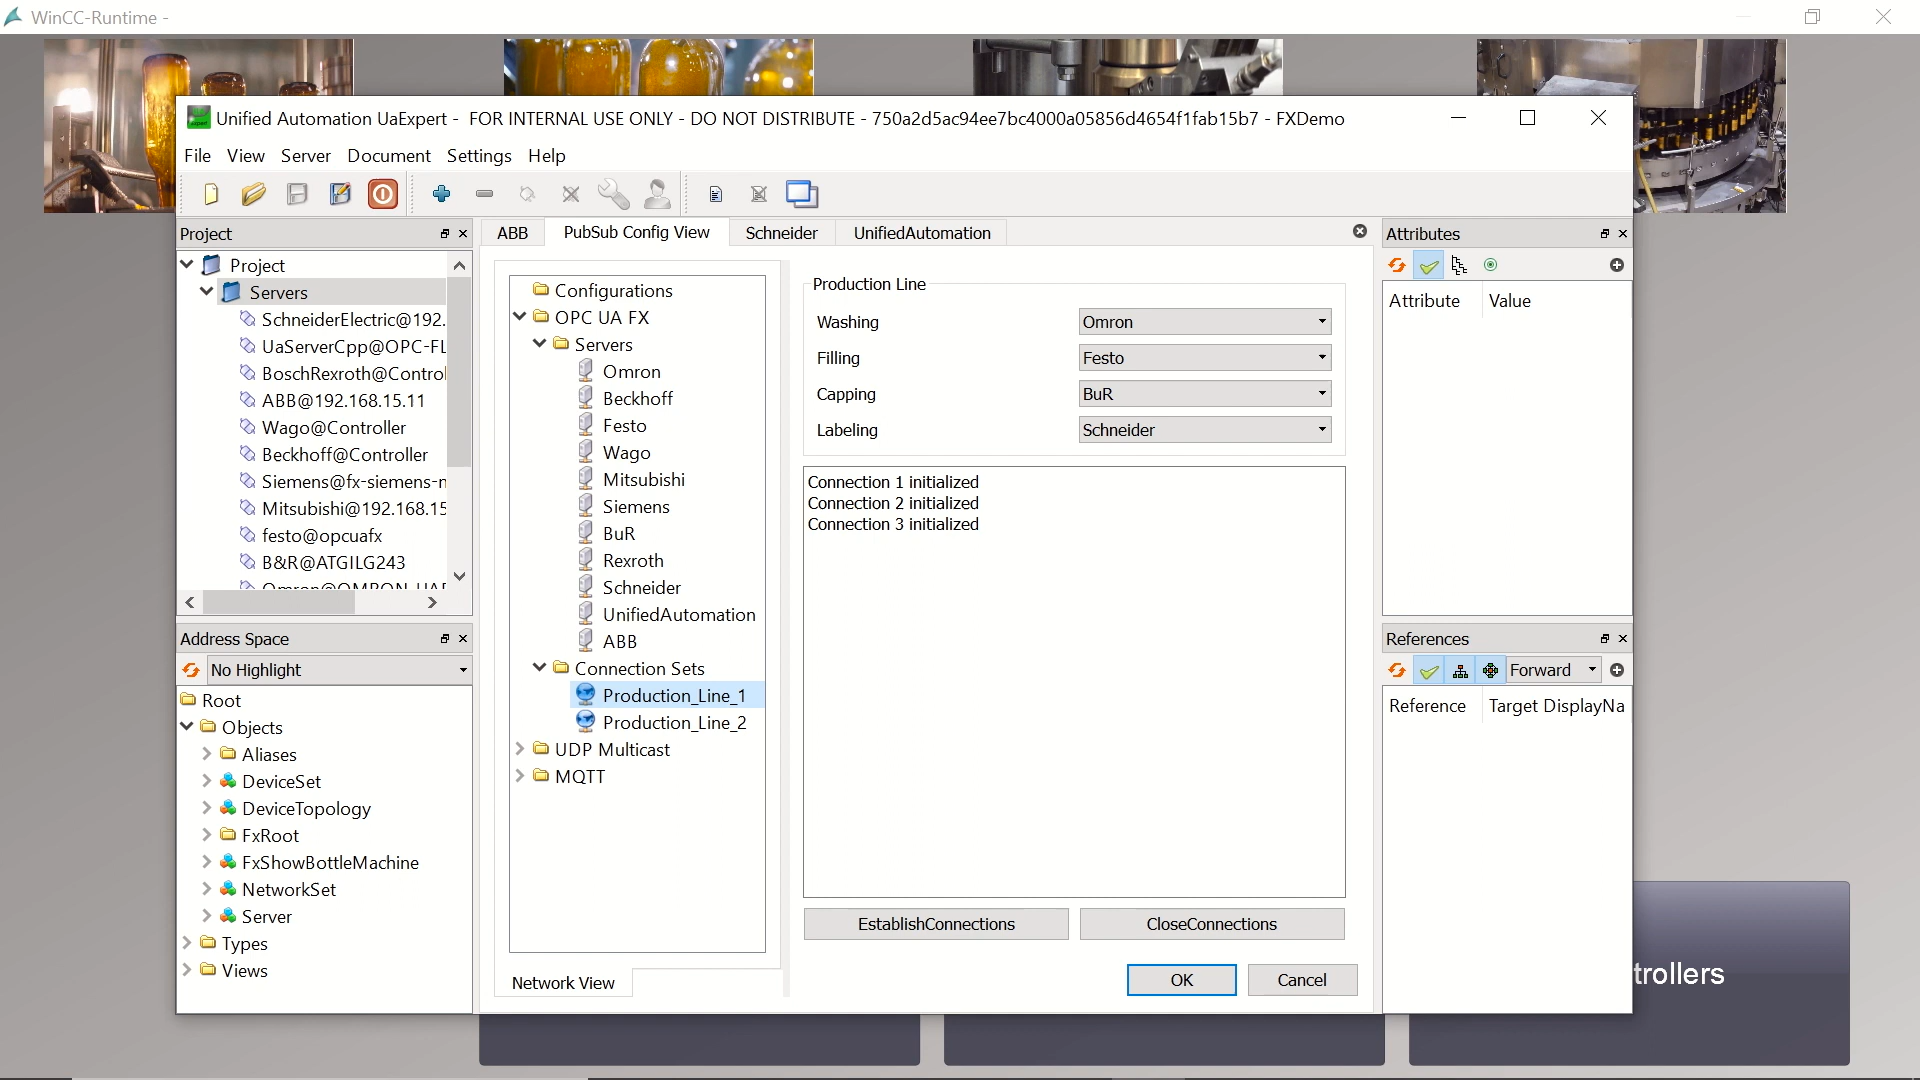 WinCC-Runtime -
Unified Automation UaExpert - FOR INTERNAL USE ONLY - DO NOT DISTRIBUTE - 750a2d5ac94ee7bc4000a05856d4654f1fab15b7 - FXDemo
File View Server Document Settings Help
Project
Project
Servers
SchneiderElectric@192.
UaServerCpp@OPC-FL
BoschRexroth@Control
ABB@192.168.15.11
Wago@Controller
Beckhoff@Controller
Siemens@fx-siemens-n
Mitsubishi@192.168.15
festo@opcuafx
B&R@ATGILG243
Address Space
No Highlight
Root
Objects
Aliases
DeviceSet
DeviceTopology
FxRoot
FxShowBottleMachine
NetworkSet
Server
Types
Views
ABB PubSub Config View Schneider UnifiedAutomation
Configurations
OPC UA FX
Servers
Omron
Beckhoff
Festo
Wago
Mitsubishi
Siemens
BuR
Rexroth
Schneider
UnifiedAutomation
ABB
Connection Sets
Production_Line_1
Production_Line_2
UDP Multicast
MQTT
Network View
Production Line
Washing Omron
Filling Festo
Capping BuR
Labeling Schneider
Connection 1 initialized
Connection 2 initialized
Connection 3 initialized
EstablishConnections CloseConnections
OK Cancel
Attributes
Attribute Value
References
Forward
Reference Target DisplayNa
trollers